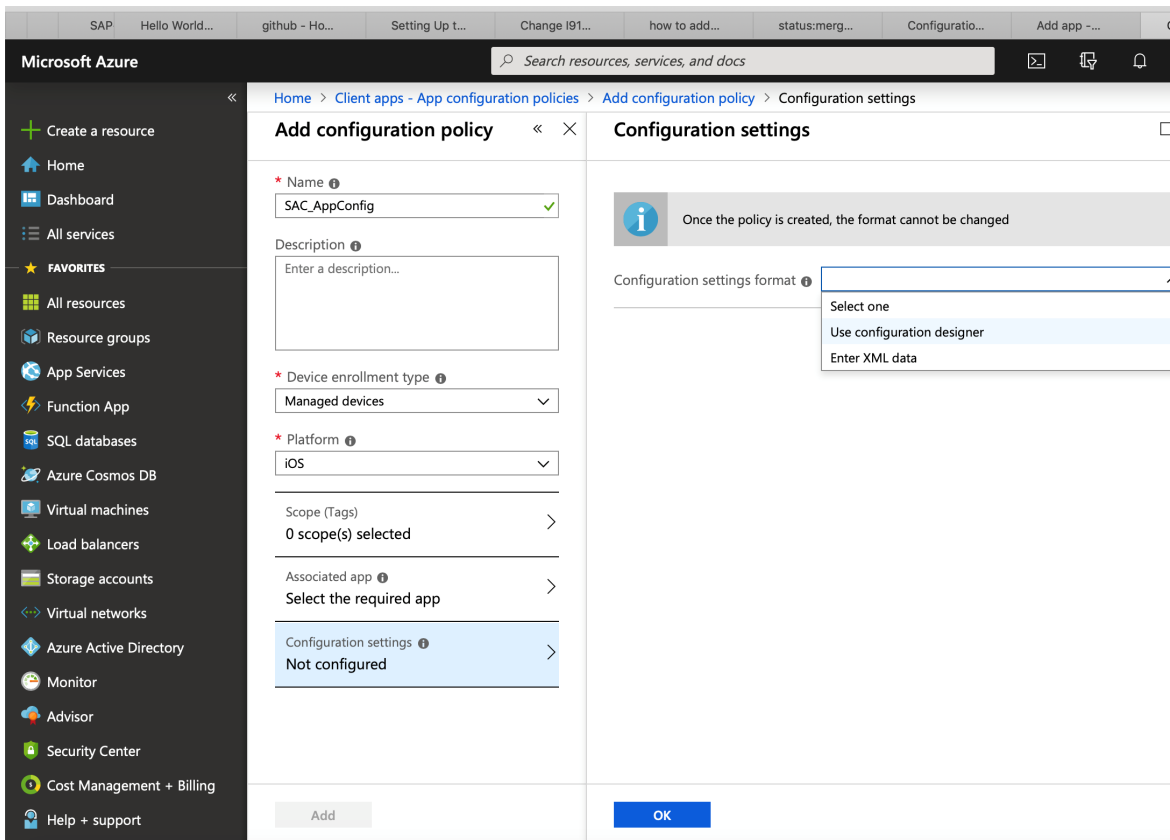 SAP
Hello World...
github - Ho...
Setting Up t...
Change I91...
how to add...
status:merg...
Configuratio...
Add app -...
Microsoft Azure
Search resources, services, and docs
Home > Client apps - App configuration policies > Add configuration policy > Configuration settings
Create a resource
Home
Dashboard
All services
FAVORITES
All resources
Resource groups
App Services
Function App
SQL databases
Azure Cosmos DB
Virtual machines
Load balancers
Storage accounts
Virtual networks
Azure Active Directory
Monitor
Advisor
Security Center
Cost Management + Billing
Help + support
Add configuration policy
* Name
SAC_AppConfig
Description
Enter a description...
* Device enrollment type
Managed devices
* Platform
iOS
Scope (Tags)
0 scope(s) selected
Associated app
Select the required app
Configuration settings
Not configured
Add
Configuration settings
Once the policy is created, the format cannot be changed
Configuration settings format
Select one
Use configuration designer
Enter XML data
OK